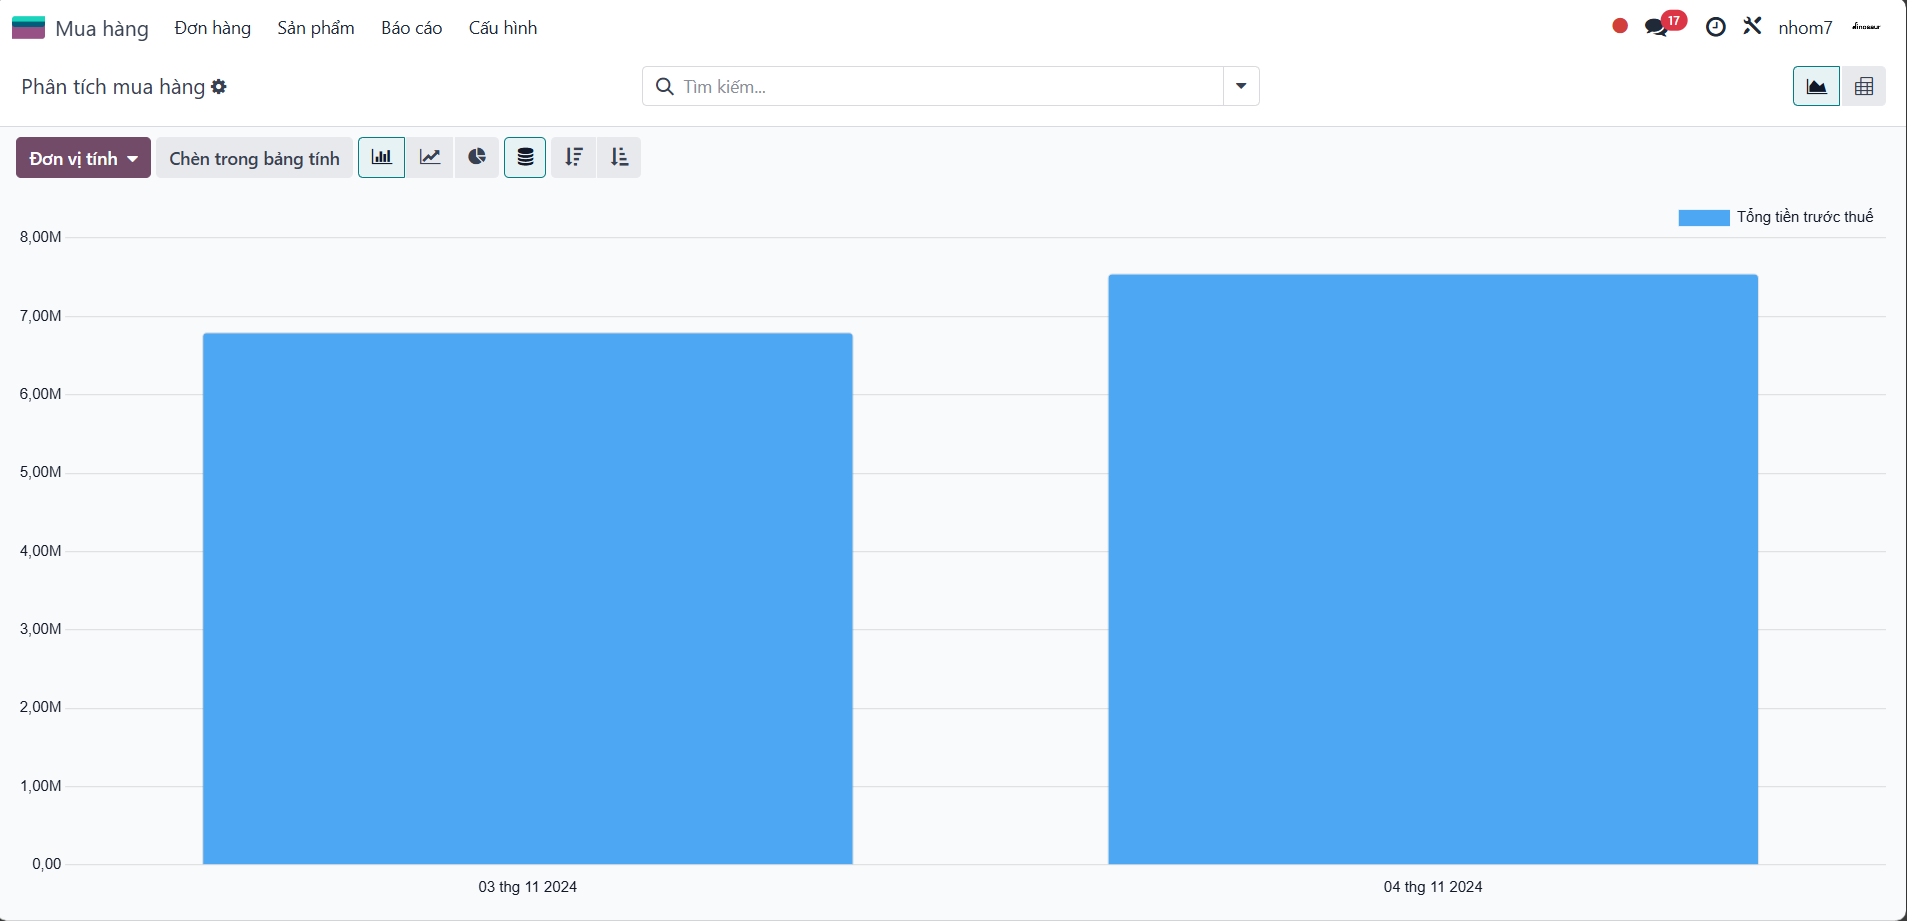 Mua hàng Đơn hàng Sản phẩm Báo cáo Cấu hình 17 nhom7
Phân tích mua hàng Tìm kiếm...
Đơn vị tính Chèn trong bảng tính
Tổng tiền trước thuế
8,00M
7,00M
6,00M
5,00M
4,00M
3,00M
2,00M
1,00M
0,00
03 thg 11 2024 04 thg 11 2024